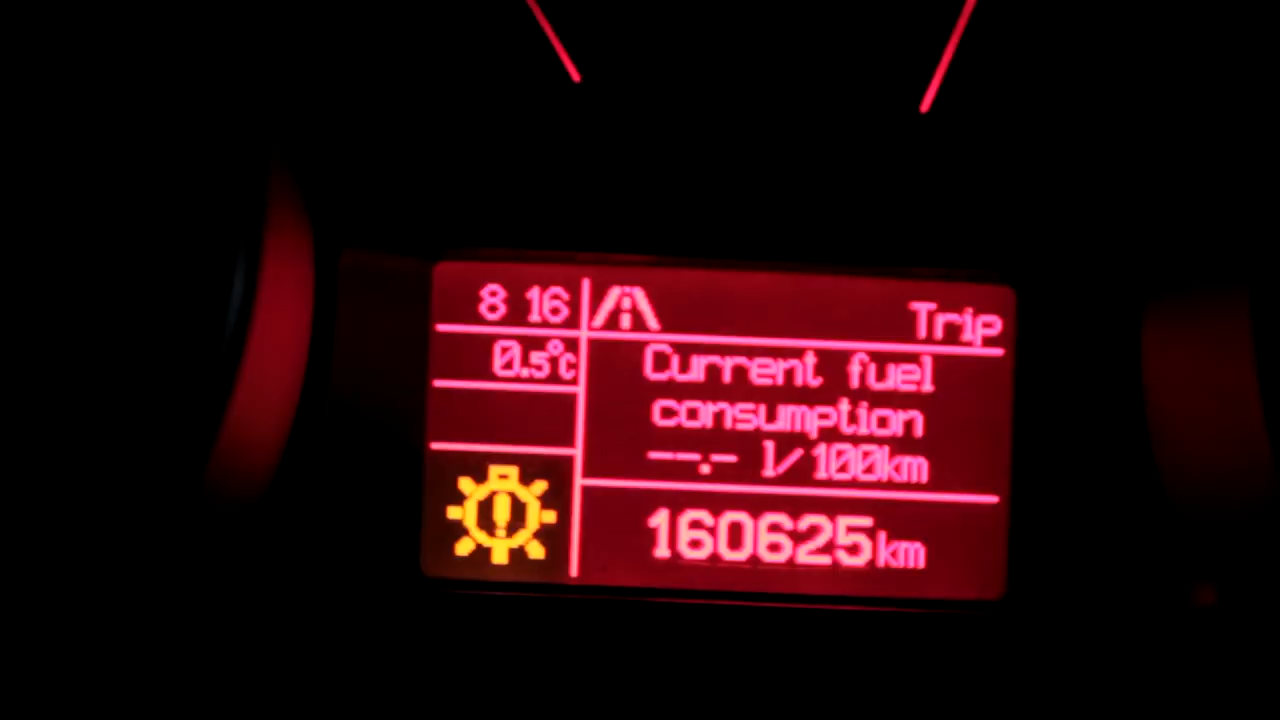 8 16
Trip
0.5°C
Current fuel
consumption
--.- l/100km
160625km